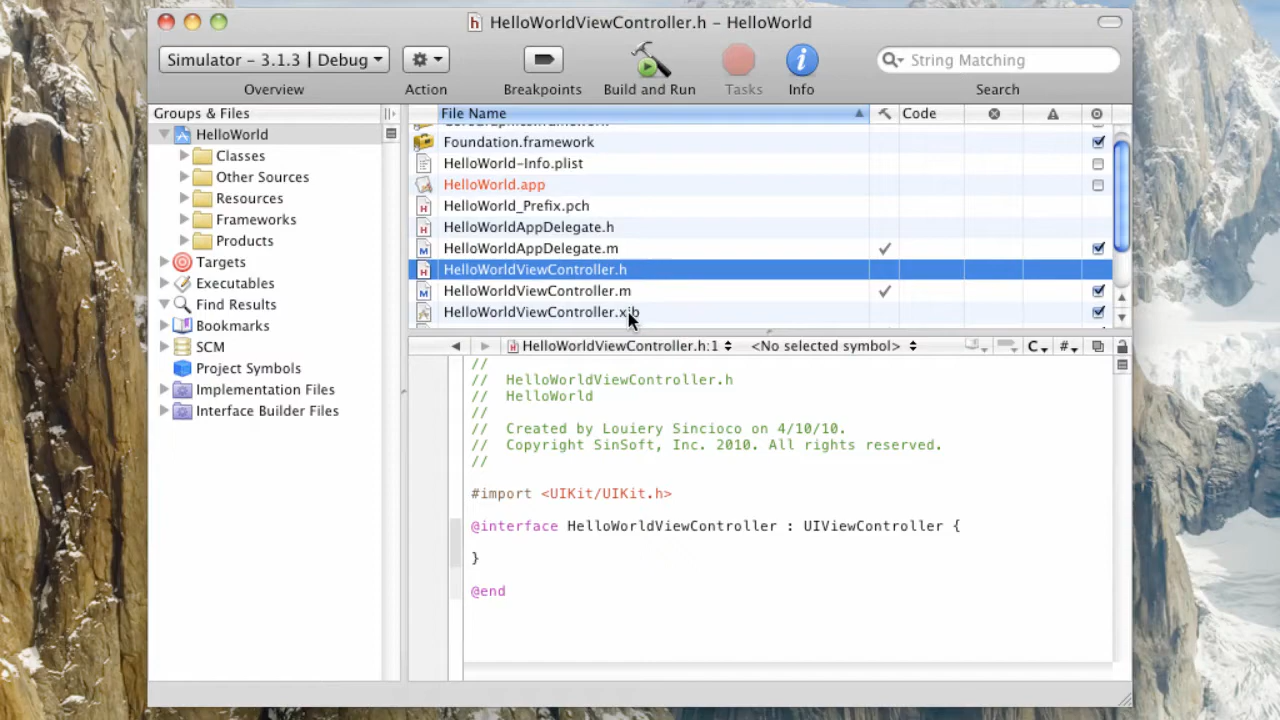 HelloWorldViewController.h – HelloWorld
Simulator – 3.1.3 | Debug
String Matching
Overview
Action
Breakpoints
Build and Run
Tasks
Info
Search
Groups & Files
File Name
Code
HelloWorld
Classes
Other Sources
Resources
Frameworks
Products
Targets
Executables
Find Results
Bookmarks
SCM
Project Symbols
Implementation Files
Interface Builder Files
Foundation.framework
HelloWorld-Info.plist
HelloWorld.app
HelloWorld_Prefix.pch
HelloWorldAppDelegate.h
HelloWorldAppDelegate.m
HelloWorldViewController.h
HelloWorldViewController.m
HelloWorldViewController.xib
HelloWorldViewController.h:1 <No selected symbol> C #
//
// HelloWorldViewController.h
// HelloWorld
//
// Created by Louiery Sincioco on 4/10/10.
// Copyright SinSoft, Inc. 2010. All rights reserved.
//
#import <UIKit/UIKit.h>
@interface HelloWorldViewController : UIViewController {
}
@end